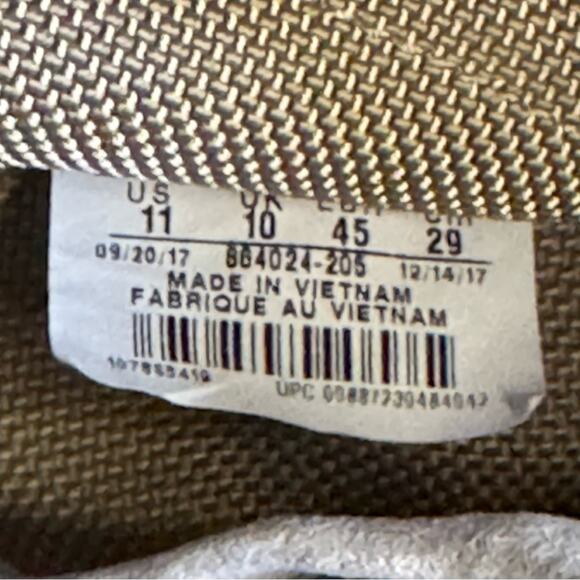 US UK EUR cm
11 10 45 29
09/20/17 864024-205 12/14/17
MADE IN VIETNAM
FABRIQUE AU VIETNAM
UPC